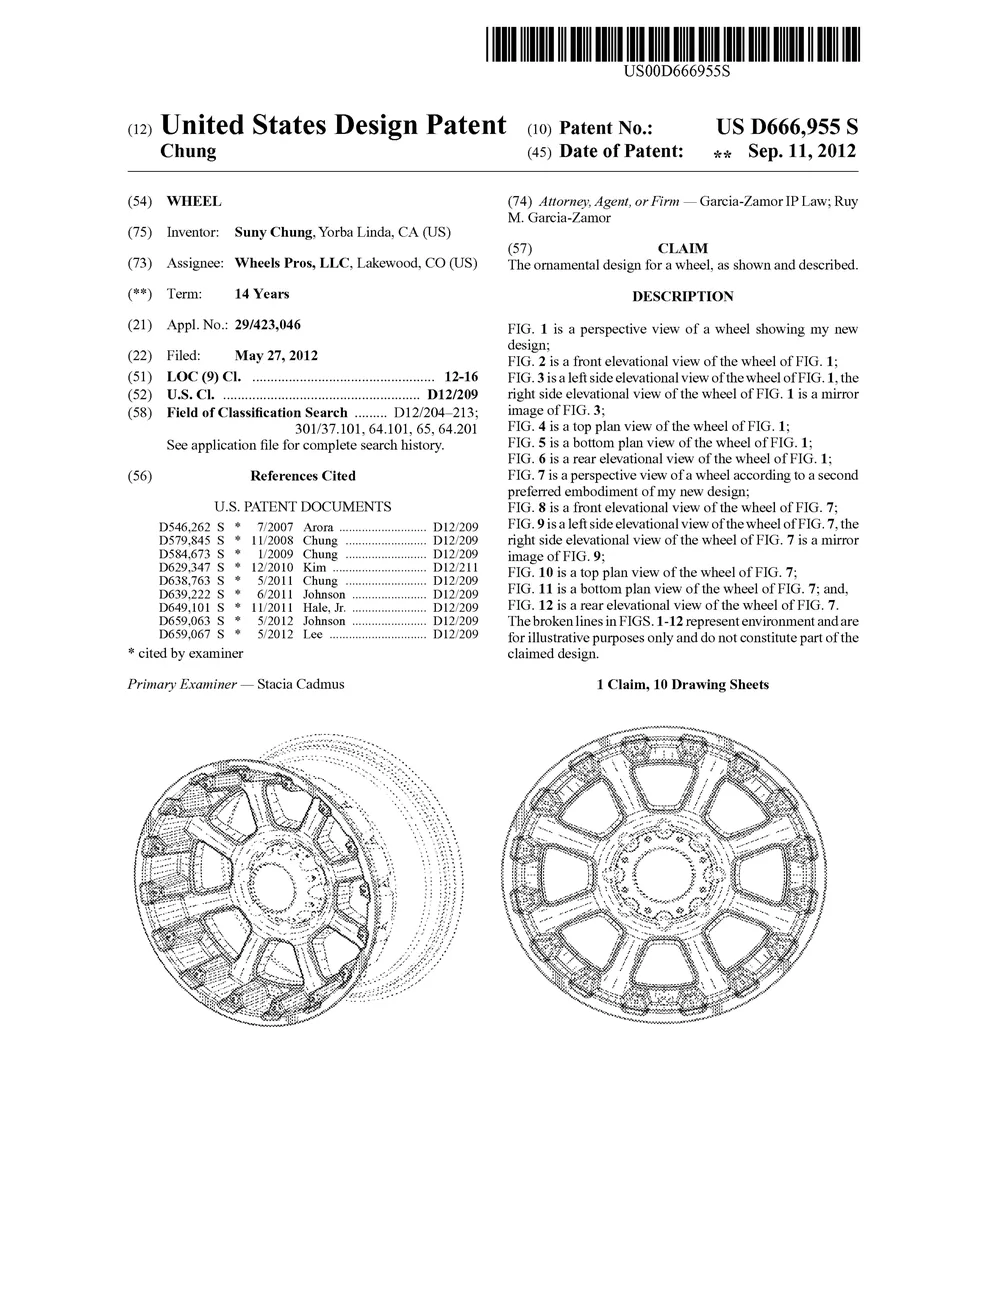 US00D666955S
(12) United States Design Patent
Chung
(10) Patent No.: US D666,955 S
(45) Date of Patent: ** Sep. 11, 2012
(54) WHEEL
(75) Inventor: Suny Chung, Yorba Linda, CA (US)
(73) Assignee: Wheels Pros, LLC, Lakewood, CO (US)
(**) Term: 14 Years
(21) Appl. No.: 29/423,046
(22) Filed: May 27, 2012
(51) LOC (9) Cl. ................................................. 12-16
(52) U.S. Cl. ..................................................... D12/209
(58) Field of Classification Search ......... D12/204–213;
301/37.101, 64.101, 65, 64.201
See application file for complete search history.
(56) References Cited
U.S. PATENT DOCUMENTS
D546,262 S * 7/2007 Arora ........................... D12/209
D579,845 S * 11/2008 Chung ......................... D12/209
D584,673 S * 1/2009 Chung ......................... D12/209
D629,347 S * 12/2010 Kim ............................. D12/211
D638,763 S * 5/2011 Chung ......................... D12/209
D639,222 S * 6/2011 Johnson ....................... D12/209
D649,101 S * 11/2011 Hale, Jr. ....................... D12/209
D659,063 S * 5/2012 Johnson ....................... D12/209
D659,067 S * 5/2012 Lee .............................. D12/209
* cited by examiner
Primary Examiner — Stacia Cadmus
(74) Attorney, Agent, or Firm — Garcia-Zamor IP Law; Ruy
M. Garcia-Zamor
(57) CLAIM
The ornamental design for a wheel, as shown and described.
DESCRIPTION
FIG. 1 is a perspective view of a wheel showing my new
design;
FIG. 2 is a front elevational view of the wheel of FIG. 1;
FIG. 3 is a left side elevational view of the wheel of FIG. 1, the
right side elevational view of the wheel of FIG. 1 is a mirror
image of FIG. 3;
FIG. 4 is a top plan view of the wheel of FIG. 1;
FIG. 5 is a bottom plan view of the wheel of FIG. 1;
FIG. 6 is a rear elevational view of the wheel of FIG. 1;
FIG. 7 is a perspective view of a wheel according to a second
preferred embodiment of my new design;
FIG. 8 is a front elevational view of the wheel of FIG. 7;
FIG. 9 is a left side elevational view of the wheel of FIG. 7, the
right side elevational view of the wheel of FIG. 7 is a mirror
image of FIG. 9;
FIG. 10 is a top plan view of the wheel of FIG. 7;
FIG. 11 is a bottom plan view of the wheel of FIG. 7; and,
FIG. 12 is a rear elevational view of the wheel of FIG. 7.
The broken lines in FIGS. 1-12 represent environment and are
for illustrative purposes only and do not constitute part of the
claimed design.
1 Claim, 10 Drawing Sheets